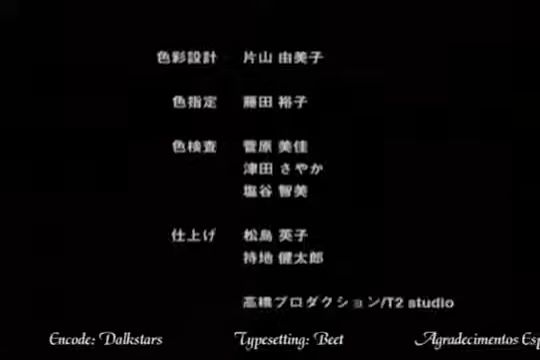 色彩設計 片山 由美子
色指定 藤田 裕子
色検査 菅原 美佳
津田 さやか
塩谷 智美
仕上げ 松島 英子
持地 健太郎
高橋プロダクション/T2 studio
Encode: Dalkstars Typesetting: Beet Agradecimentos Esp